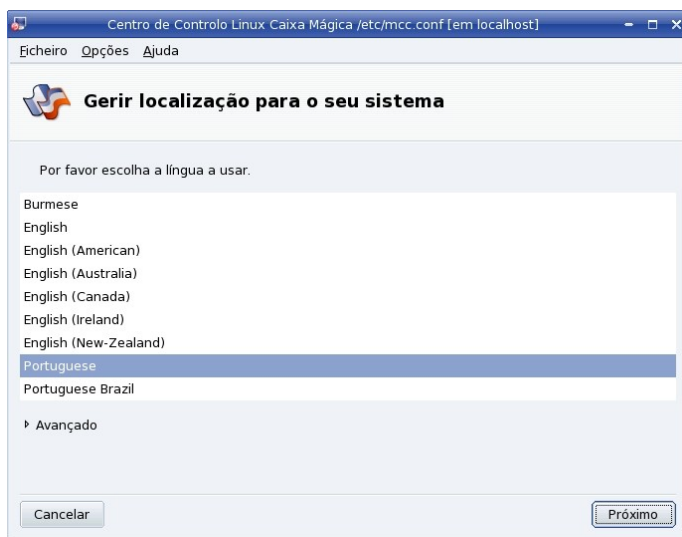 Centro de Controlo Linux Caixa Mágica /etc/mcc.conf [em localhost]
Ficheiro Opções Ajuda
Gerir localização para o seu sistema
Por favor escolha a língua a usar.
Burmese
English
English (American)
English (Australia)
English (Canada)
English (Ireland)
English (New-Zealand)
Portuguese
Portuguese Brazil
Avançado
Cancelar Próximo